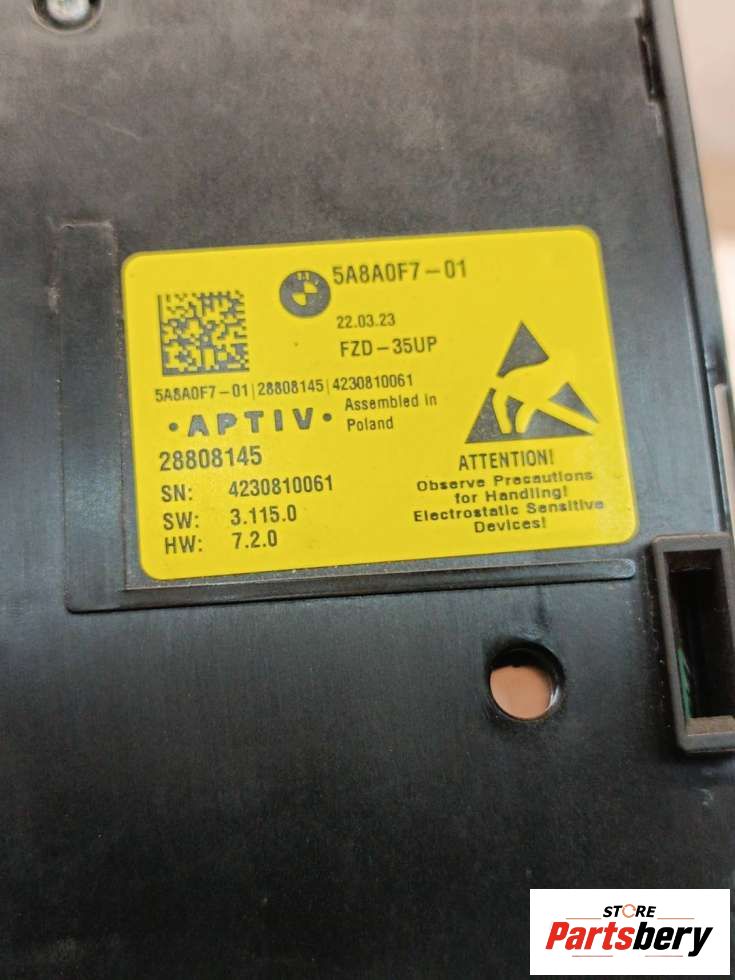 5A8A0F7-01
22.03.23
FZD-35UP
5A8A0F7-01|28808145|4230810061
• APTIV •
Assembled in
Poland
28808145
SN: 4230810061
SW: 3.115.0
HW: 7.2.0
ATTENTION!
Observe Precautions
for Handling!
Electrostatic Sensitive
Devices!
STORE
Partsbery